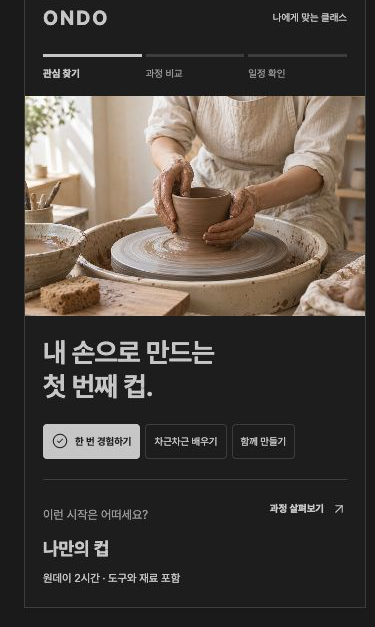 ONDO
나에게 맞는 클래스
관심 찾기
과정 비교
일정 확인
내 손으로 만드는
첫 번째 컵.
한 번 경험하기
차근차근 배우기
함께 만들기
이런 시작은 어떠세요?
과정 살펴보기
나만의 컵
원데이 2시간 · 도구와 재료 포함